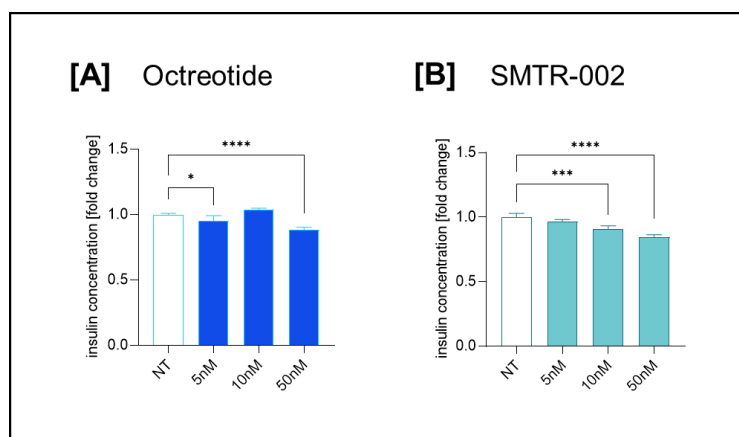 [A] Octreotide
insulin concentration [fold change]
1.5
1.0
0.5
0.0
****
*
NT
5nM
10nM
50nM
[B] SMTR-002
insulin concentration [fold change]
1.5
1.0
0.5
0.0
****
***
NT
5nM
10nM
50nM